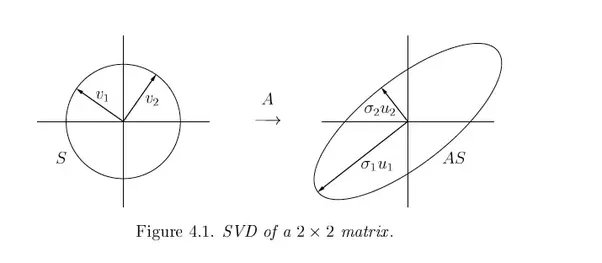 v₁
v₂
S
A
→
σ₂u₂
σ₁u₁
AS
Figure 4.1. SVD of a 2 × 2 matrix.